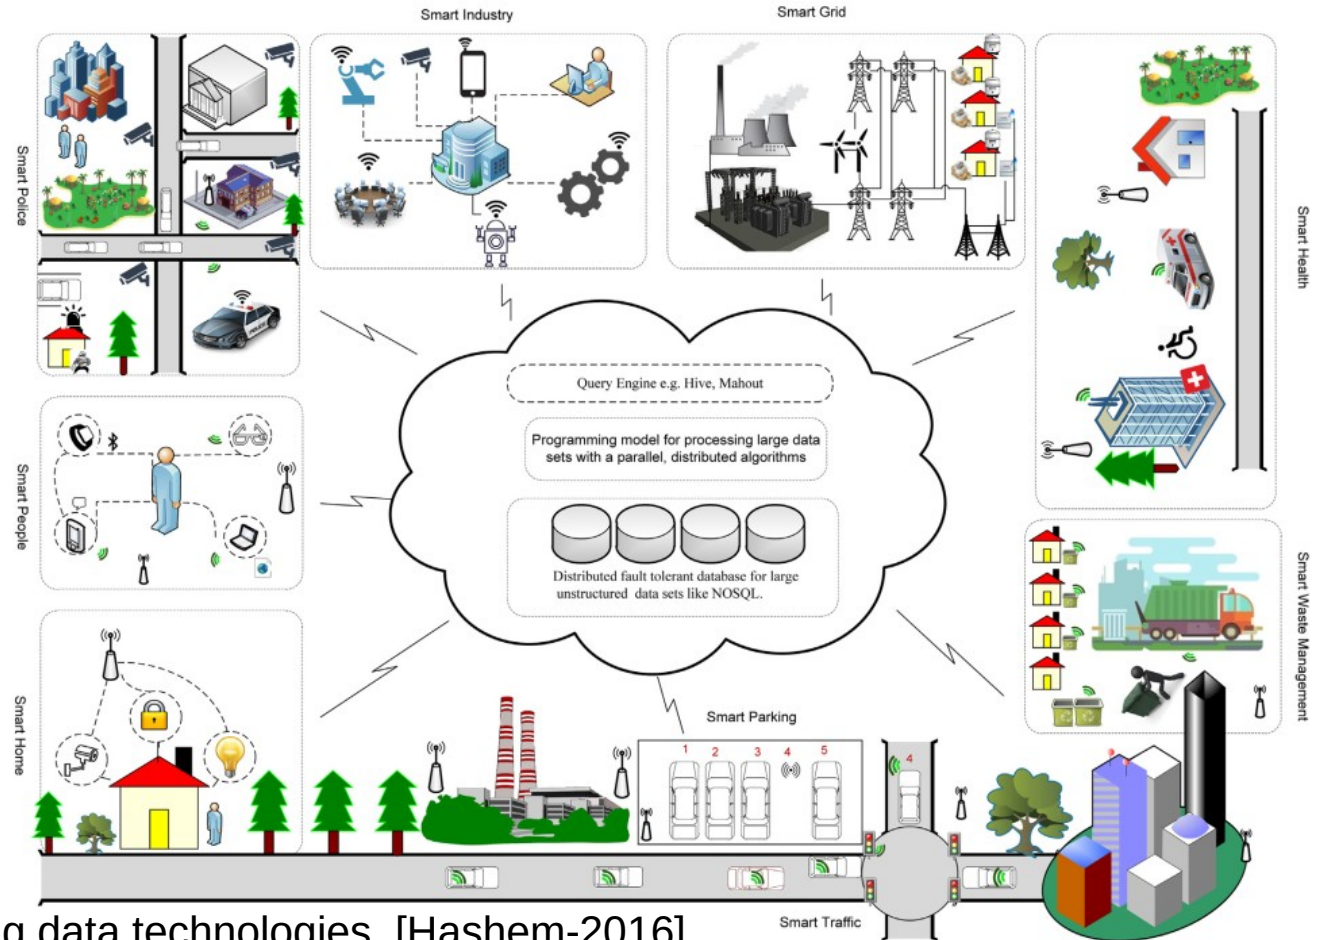 Smart Industry
Smart Grid
Smart Police
Smart Health
Query Engine e.g. Hive, Mahout
Programming model for processing large data
sets with a parallel, distributed algorithms
Smart People
Distributed fault tolerant database for large
unstructured data sets like NOSQL.
Smart Waste Management
Smart Home
Smart Parking
1 2 3 4 5
4
Smart Traffic
g data technologies. [Hashem-2016]